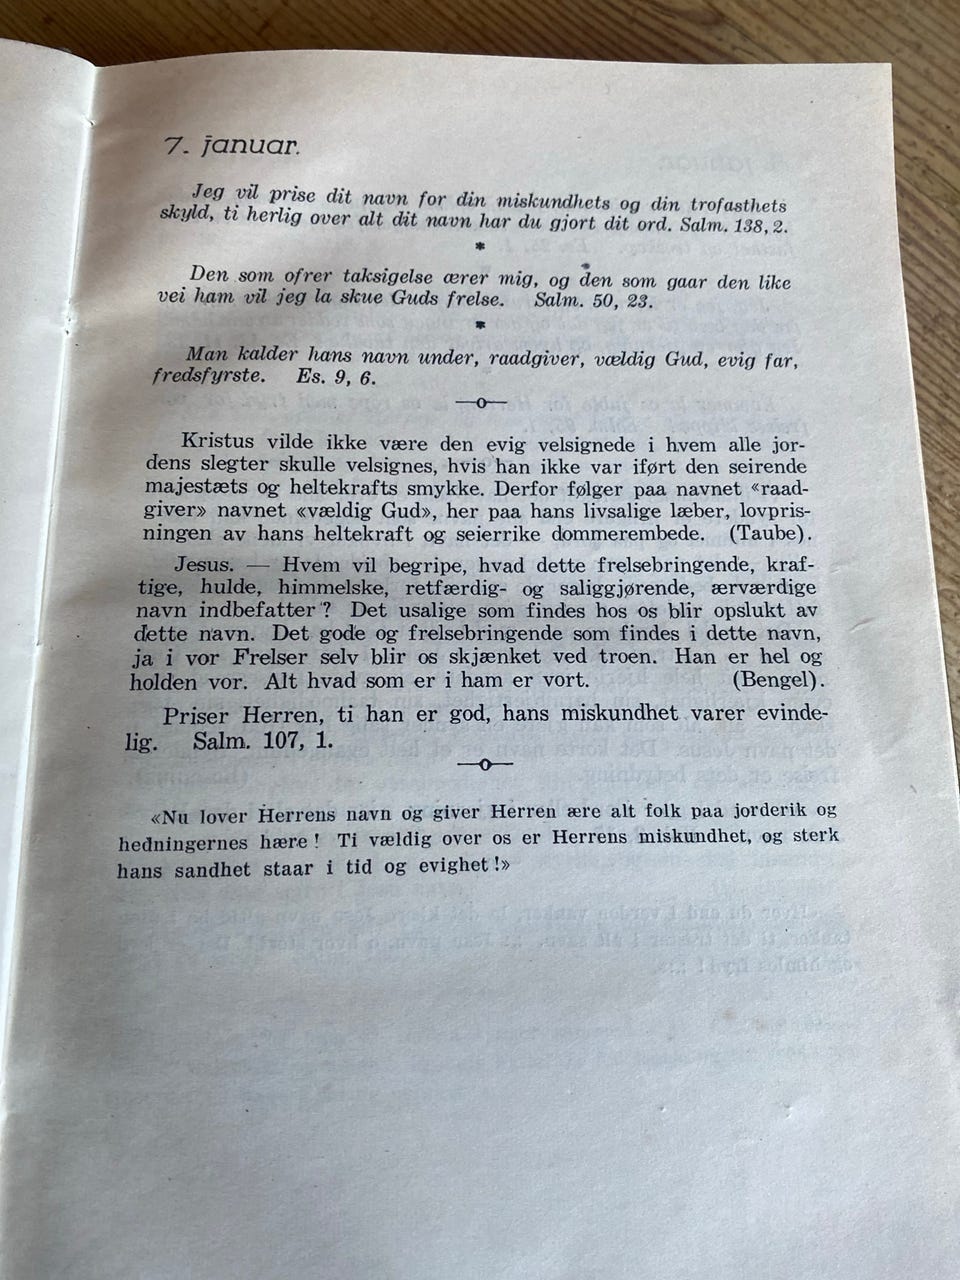 7. januar.
Jeg vil prise dit navn for din miskundhets og din trofasthets
skyld, ti herlig over alt dit navn har du gjort dit ord. Salm. 138, 2.
*
Den som ofrer taksigelse ærer mig, og den som gaar den like
vei ham vil jeg la skue Guds frelse. Salm. 50, 23.
*
Man kalder hans navn under, raadgiver, vældig Gud, evig far,
fredsfyrste. Es. 9, 6.
Kristus vilde ikke være den evig velsignede i hvem alle jor-
dens slegter skulle velsignes, hvis han ikke var iført den seirende
majestæts og heltekrafts smykke. Derfor følger paa navnet «raad-
giver» navnet «vældig Gud», her paa hans livsalige læber, lovpris-
ningen av hans heltekraft og seierrike dommerembede. (Taube).
Jesus. — Hvem vil begripe, hvad dette frelsebringende, kraf-
tige, hulde, himmelske, retfærdig- og saliggjørende, ærværdige
navn indbefatter? Det usalige som findes hos os blir opslukt av
dette navn. Det gode og frelsebringende som findes i dette navn,
ja i vor Frelser selv blir os skjænket ved troen. Han er hel og
holden vor. Alt hvad som er i ham er vort. (Bengel).
Priser Herren, ti han er god, hans miskundhet varer evinde-
lig. Salm. 107, 1.
«Nu lover Herrens navn og giver Herren ære alt folk paa jorderik og
hedningernes hære! Ti vældig over os er Herrens miskundhet, og sterk
hans sandhet staar i tid og evighet!»